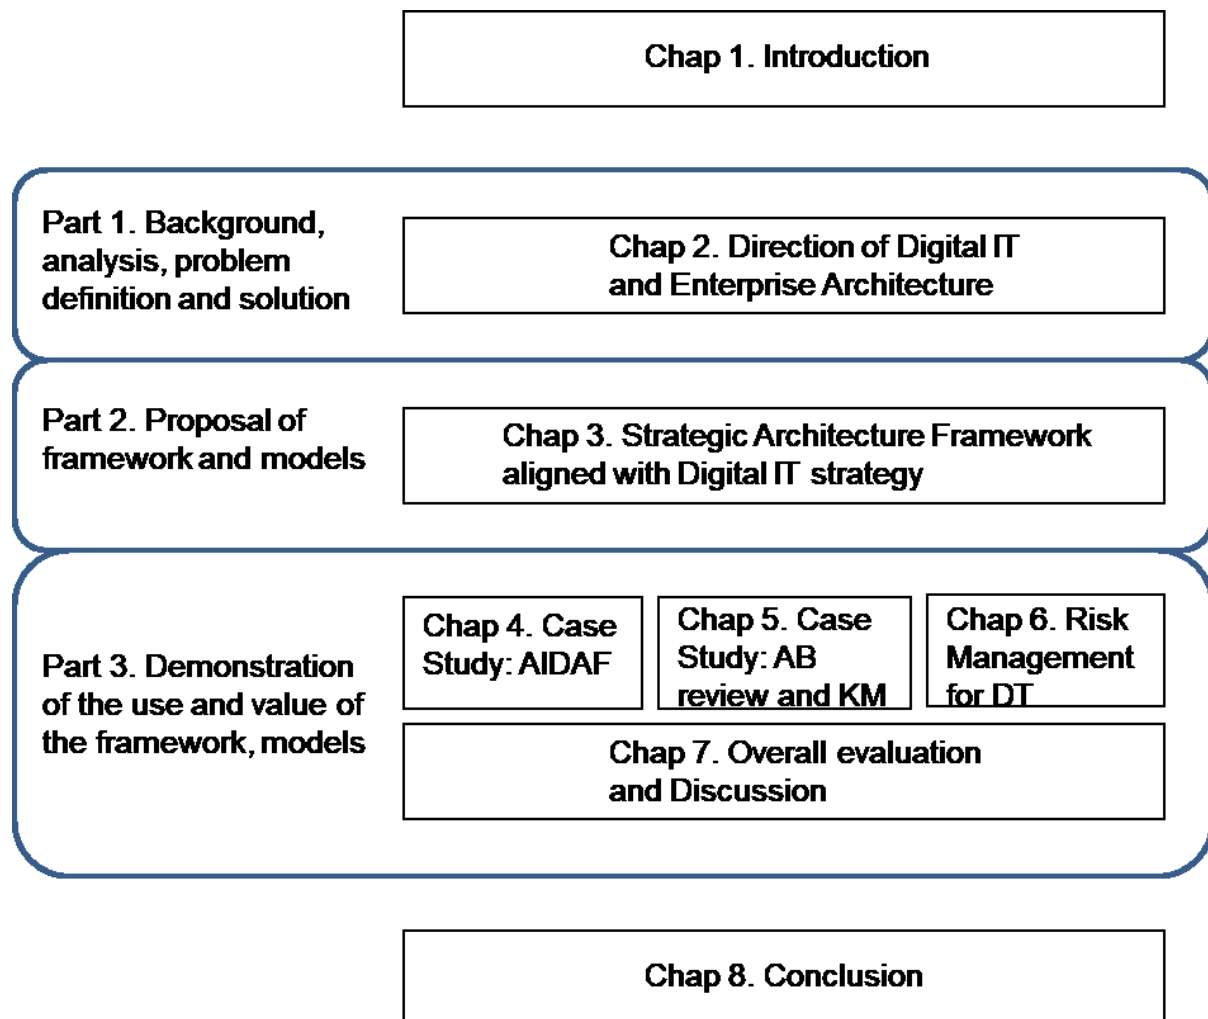 Chap 1. Introduction
Part 1. Background,
analysis, problem
definition and solution
Chap 2. Direction of Digital IT
and Enterprise Architecture
Part 2. Proposal of
framework and models
Chap 3. Strategic Architecture Framework
aligned with Digital IT strategy
Part 3. Demonstration
of the use and value of
the framework, models
Chap 4. Case
Study: AIDAF
Chap 5. Case
Study: AB
review and KM
Chap 6. Risk
Management
for DT
Chap 7. Overall evaluation
and Discussion
Chap 8. Conclusion